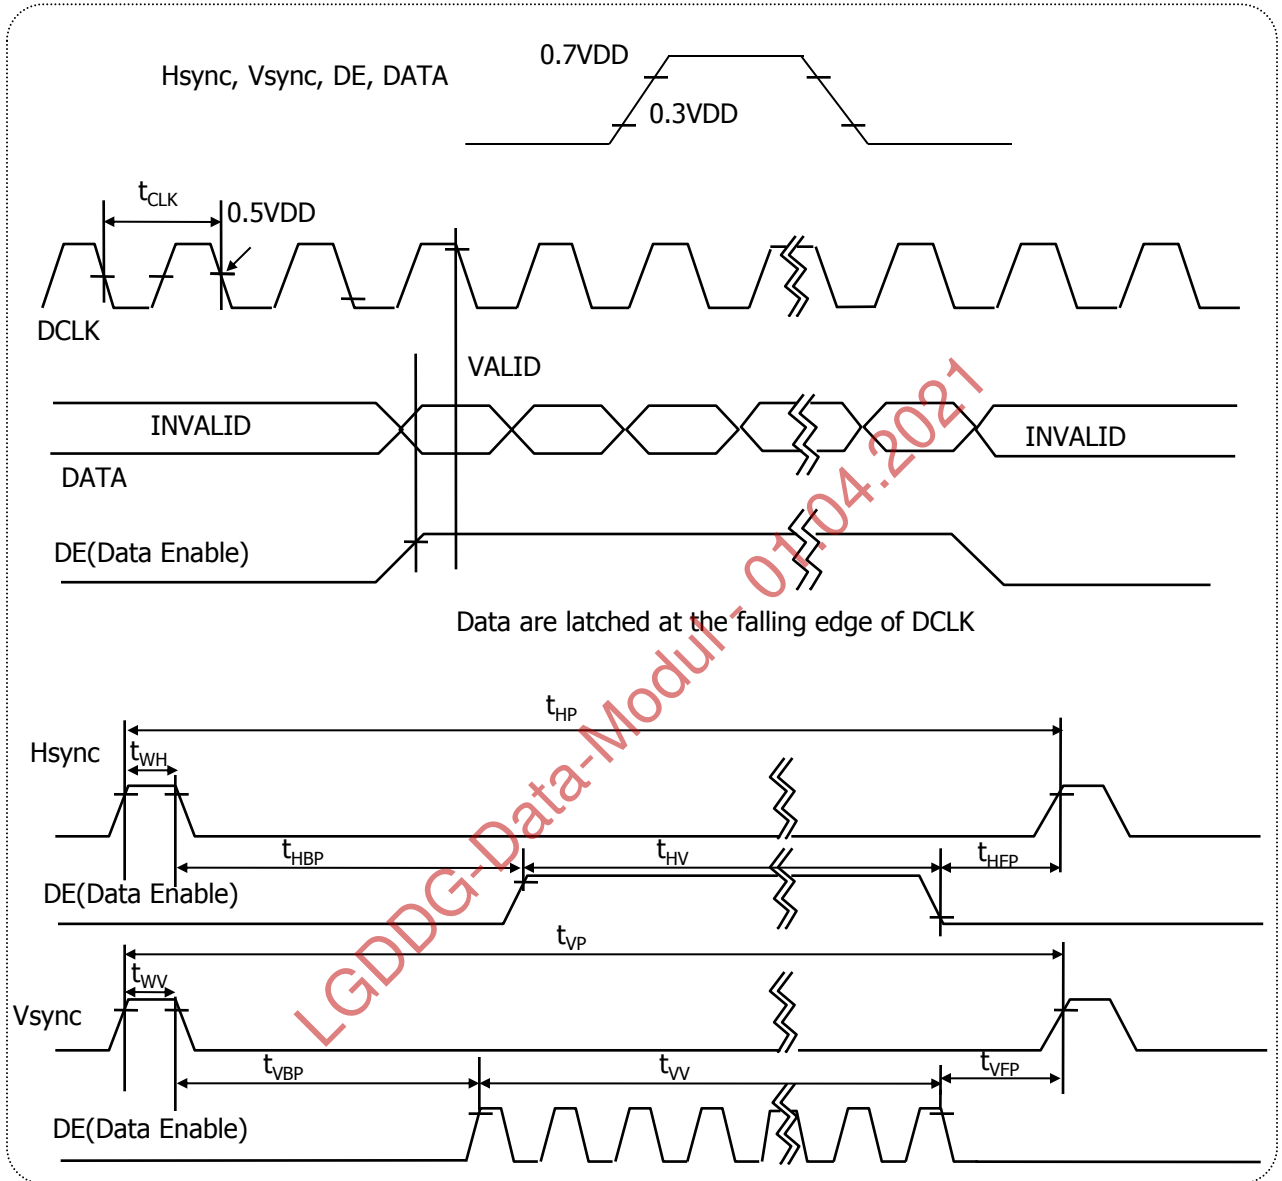 0.7VDD
Hsync, Vsync, DE, DATA
0.3VDD
tCLK
0.5VDD
DCLK
VALID
INVALID
INVALID
DATA
DE(Data Enable)
Data are latched at the falling edge of DCLK
tHP
Hsync
tWH
tHBP
tHV
tHFP
DE(Data Enable)
tVP
tWV
Vsync
tVBP
tVV
tVFP
DE(Data Enable)
LGDDG-Data-Modul - 01.04.2021